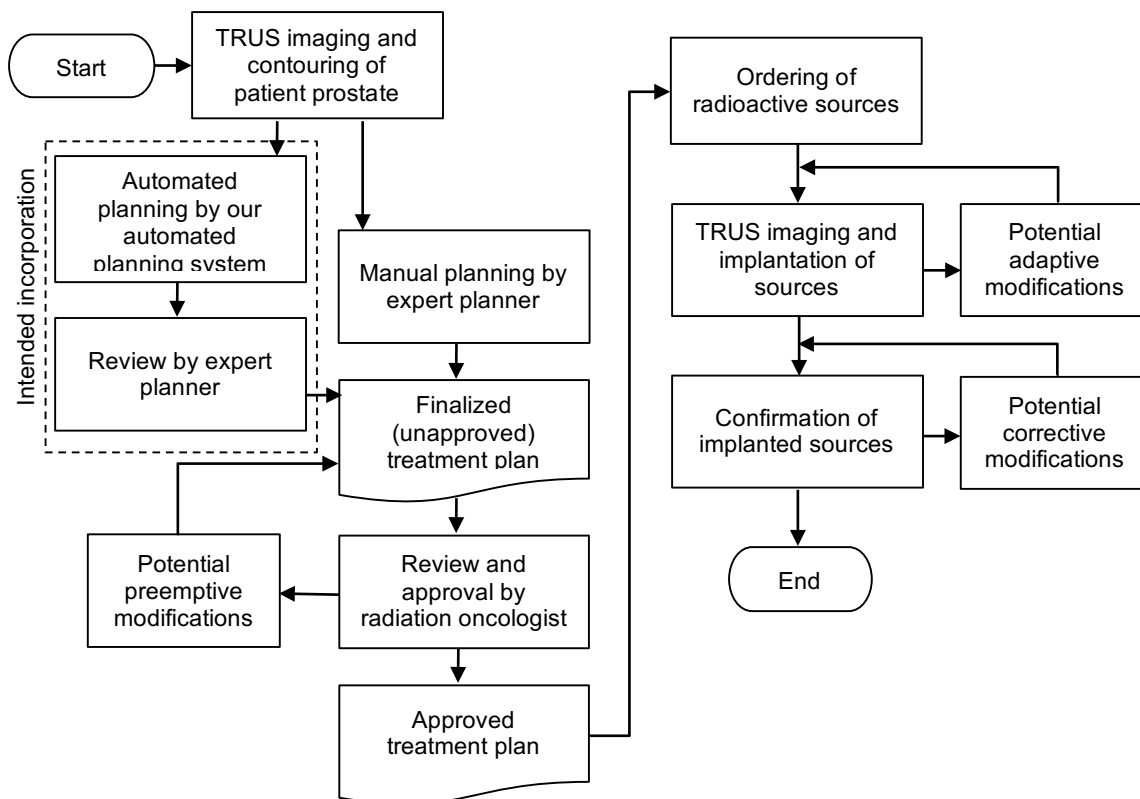 Start
TRUS imaging and
contouring of
patient prostate
Intended incorporation
Automated
planning by our
automated
planning system
Review by expert
planner
Manual planning by
expert planner
Finalized
(unapproved)
treatment plan
Potential
preemptive
modifications
Review and
approval by
radiation oncologist
Approved
treatment plan
Ordering of
radioactive sources
TRUS imaging and
implantation of
sources
Potential
adaptive
modifications
Confirmation of
implanted sources
Potential
corrective
modifications
End